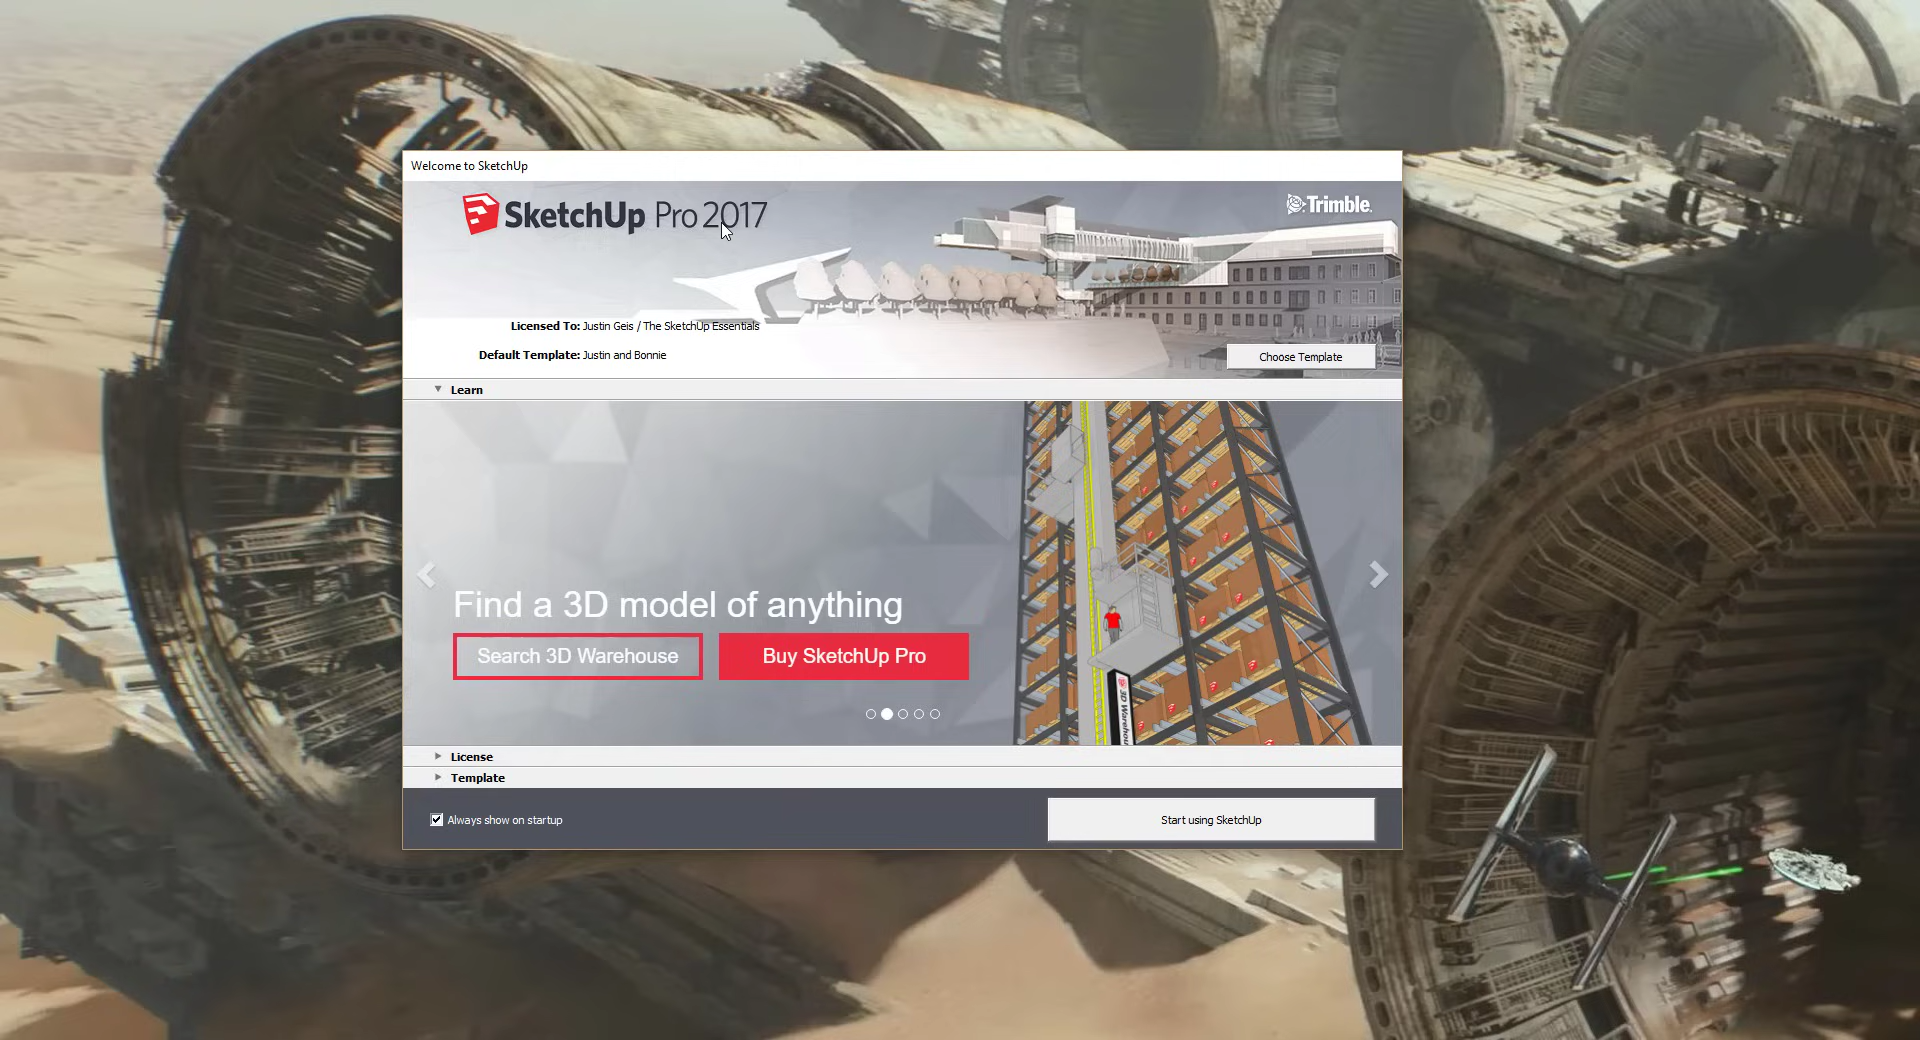 Welcome to SketchUp
SketchUp Pro 2017
Trimble.
Licensed To: Justin Geis / The SketchUp Essentials
Default Template: Justin and Bonnie
Choose Template
Learn
Find a 3D model of anything
Search 3D Warehouse
Buy SketchUp Pro
3D Warehou
License
Template
Always show on startup
Start using SketchUp